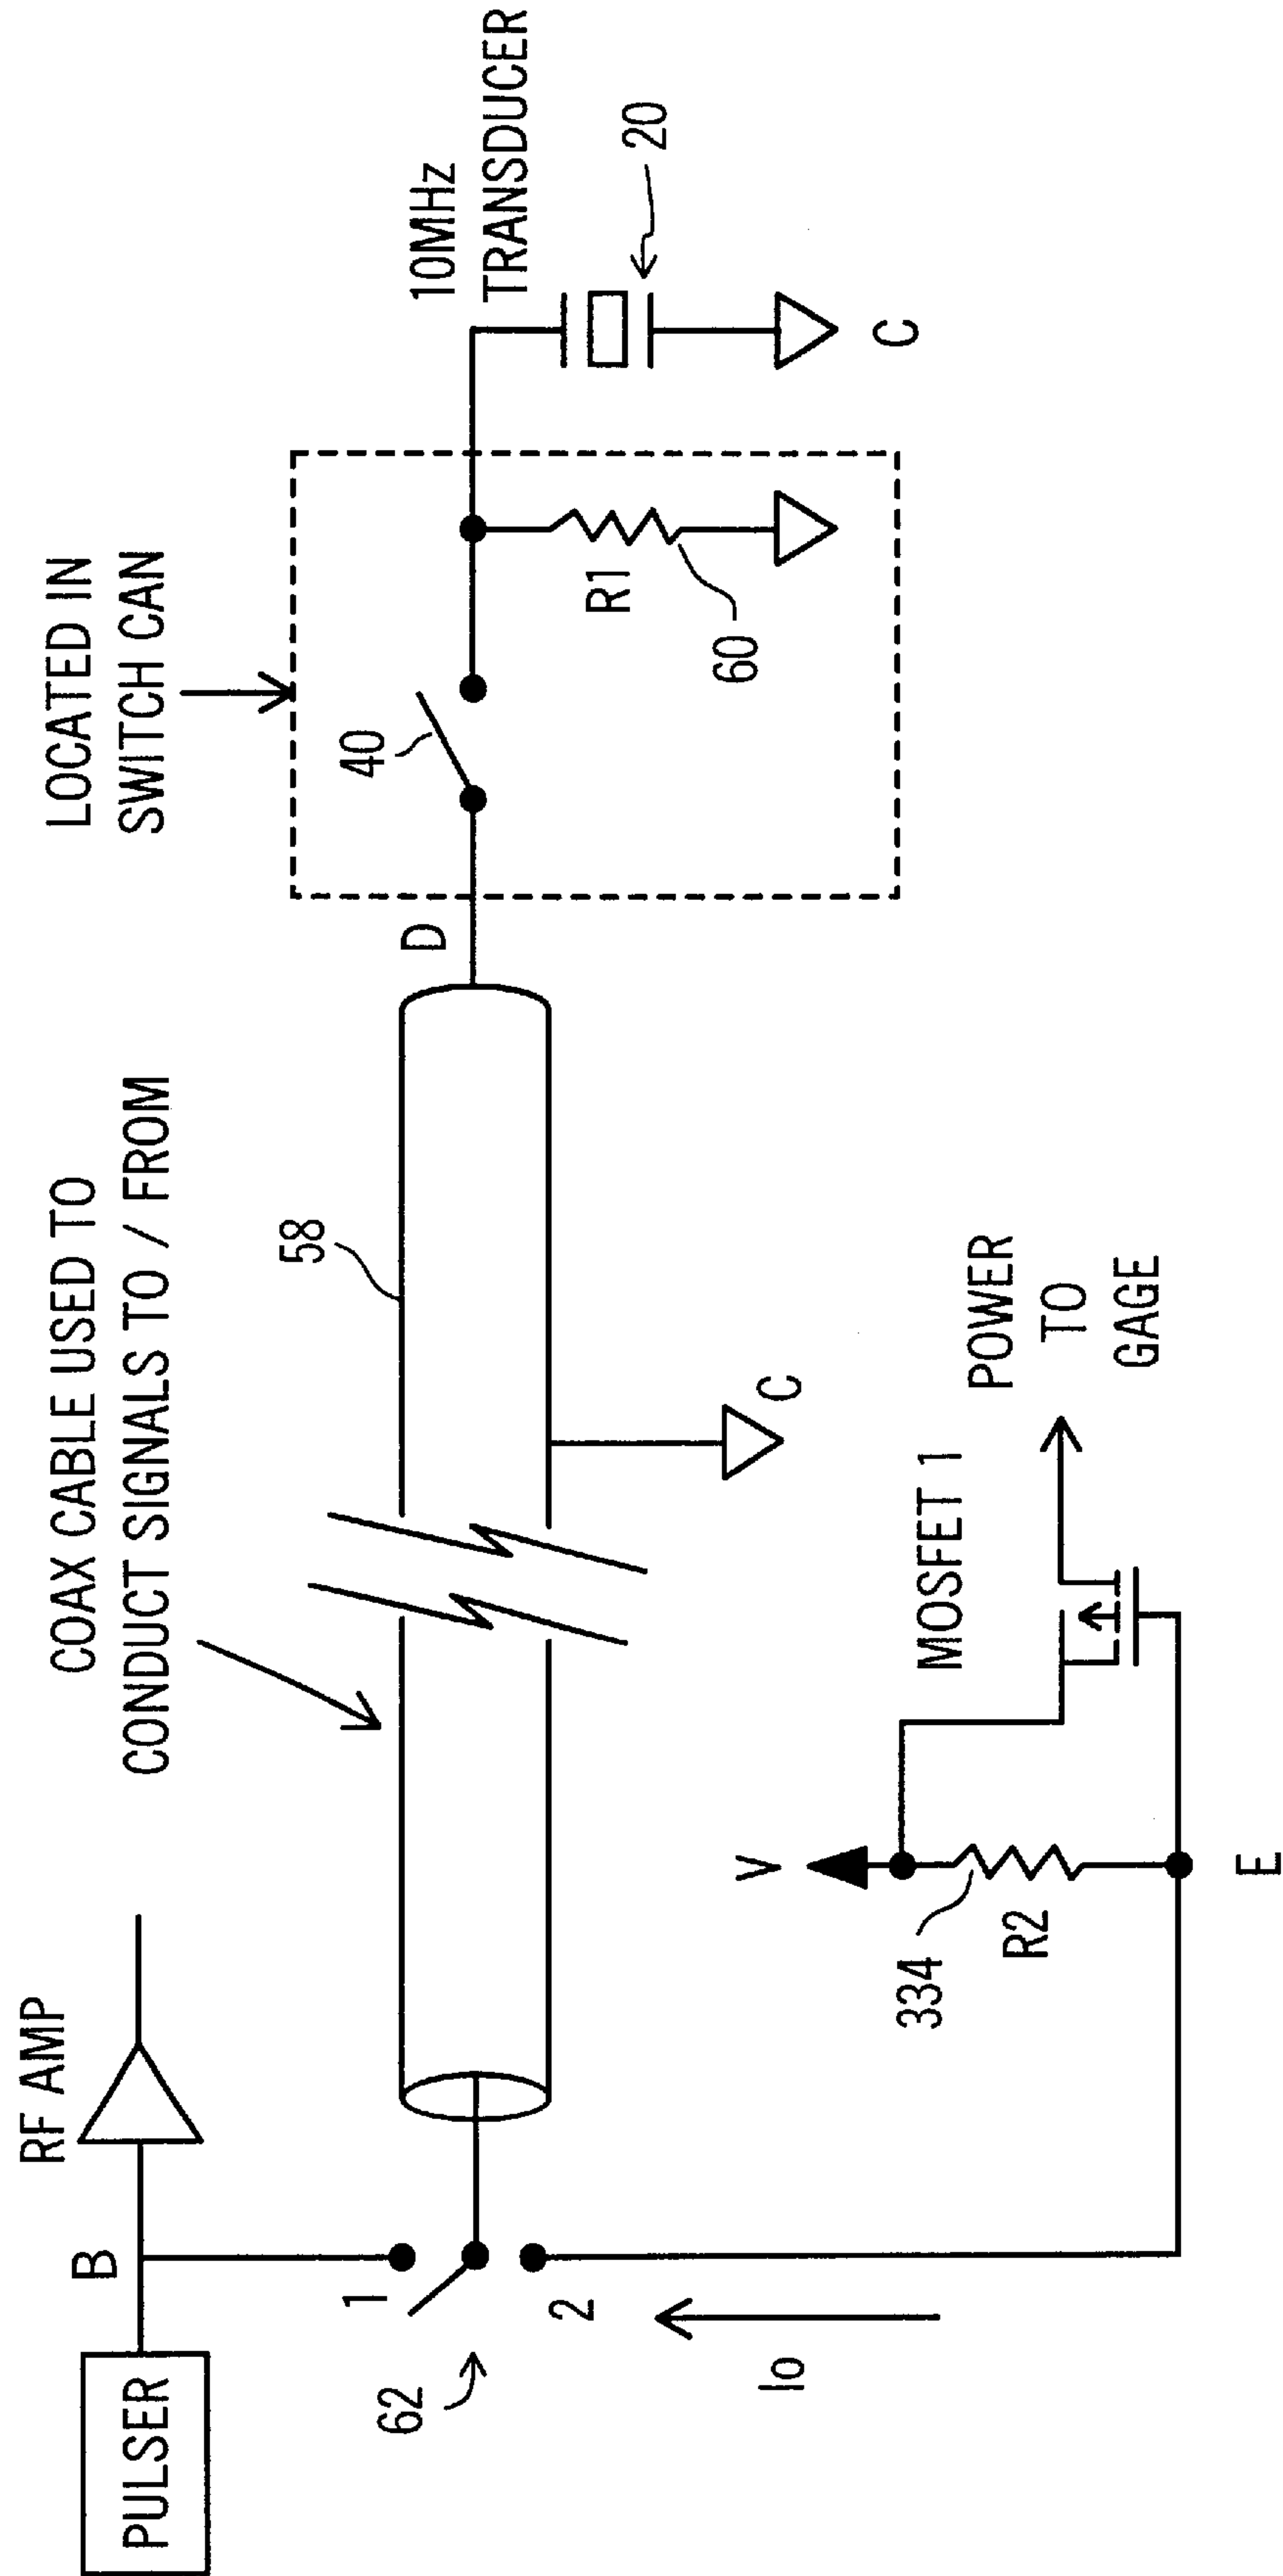 LOCATED IN
SWITCH CAN
COAX CABLE USED TO
CONDUCT SIGNALS TO / FROM
RF AMP
PULSER
B
1
2
62
Io
58
D
40
R1
60
10MHz
TRANSDUCER
20
C
C
V
334
R2
E
MOSFET 1
POWER
TO
GAGE